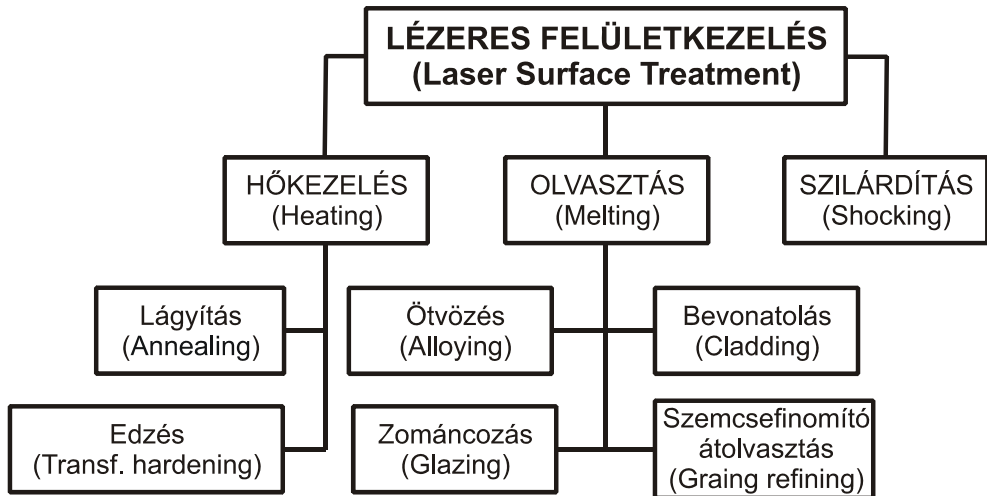 LÉZERES FELÜLETKEZELÉS
(Laser Surface Treatment)
HŐKEZELÉS
(Heating)
OLVASZTÁS
(Melting)
SZILÁRDÍTÁS
(Shocking)
Lágyítás
(Annealing)
Ötvözés
(Alloying)
Bevonatolás
(Cladding)
Edzés
(Transf. hardening)
Zománcozás
(Glazing)
Szemcsefinomító
átolvasztás
(Graing refining)